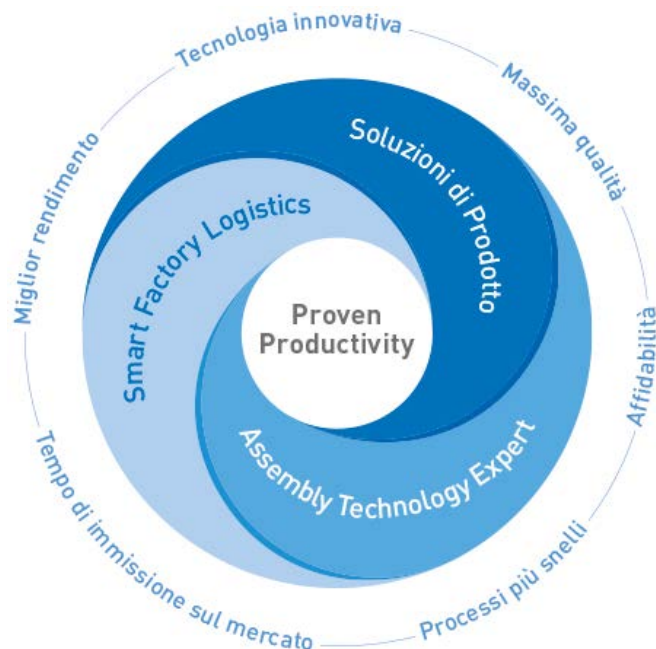 Tecnologia innovativa
Massima qualità
Affidabilità
Processi più snelli
Tempo di immissione sul mercato
Miglior rendimento
Soluzioni di Prodotto
Assembly Technology Expert
Smart Factory Logistics
Proven
Productivity